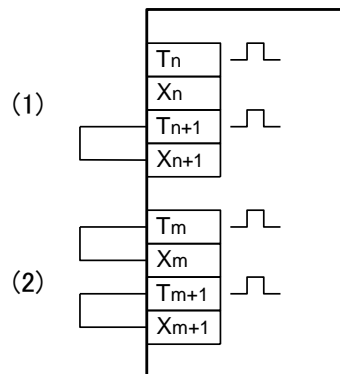 Tn
Xn
(1)
Tn+1
Xn+1
Tm
Xm
(2)
Tm+1
Xm+1